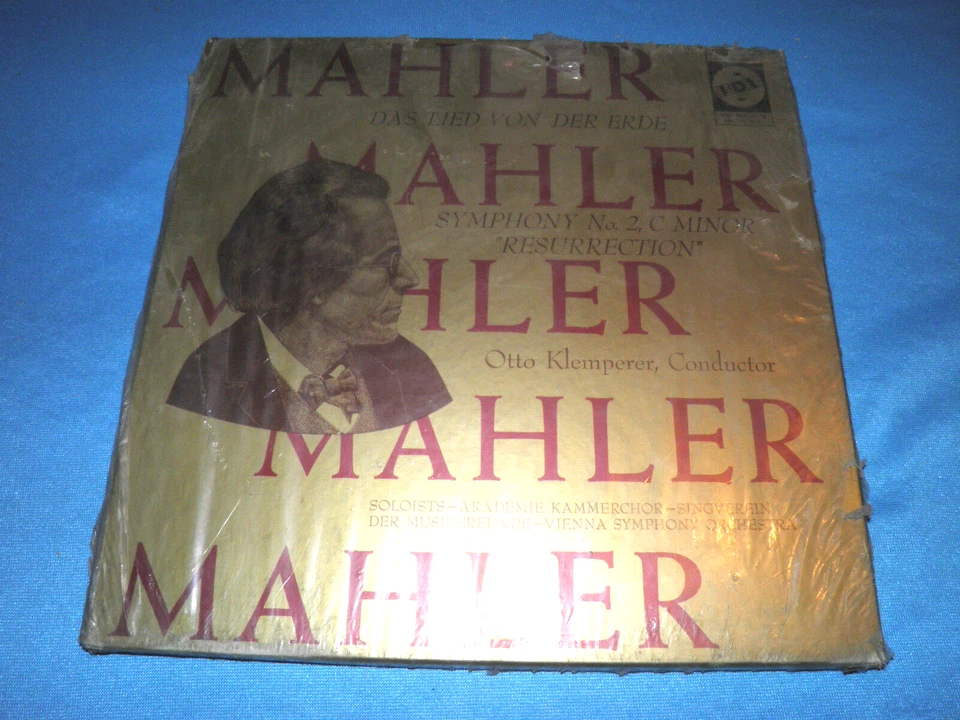 MAHLER
DAS LIED VON DER ERDE
MAHLER
SYMPHONY No. 2, C MINOR
"RESURRECTION"
MAHLER
Otto Klemperer, Conductor
MAHLER
SOLOISTS—AKADEMIE KAMMERCHOR—SINGVEREIN
DER MUSIKFREUNDE—VIENNA SYMPHONY ORCHESTRA
MAHLER